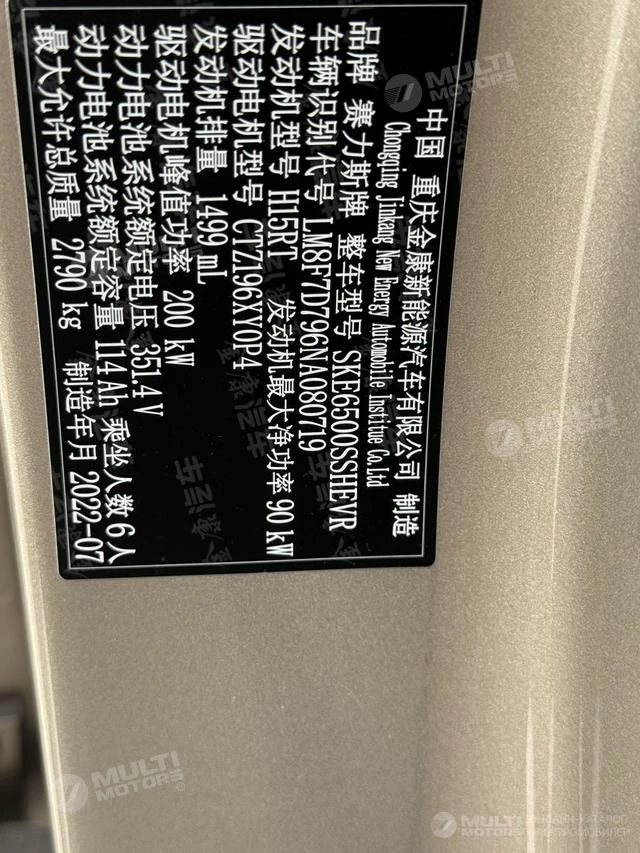 中国 重庆金康新能源汽车有限公司 制造
Chongqing Jinkang New Energy Automobile Institue Co.Ltd
品牌 赛力斯牌 整车型号 SKE6500SSHEVR
车辆识别代号 LM8F7D796NA080719
发动机型号 H15RT 发动机最大净功率 90 kW
驱动电机型号 CTZ196XY0P4
发动机排量 1499 mL
驱动电机峰值功率 200 kW
动力电池系统额定电压 351.4 V
动力电池系统额定容量 114 Ah 乘坐人数 6 人
最大允许总质量 2790 kg 制造年月 2022-07
MULTI MOTORS
MULTI MOTORS
MULTI MOTORS
MULTI MOTORS
ОНЛАЙН-КАТАЛОГ
ЭЛЕКТРОМОБИЛЕЙ